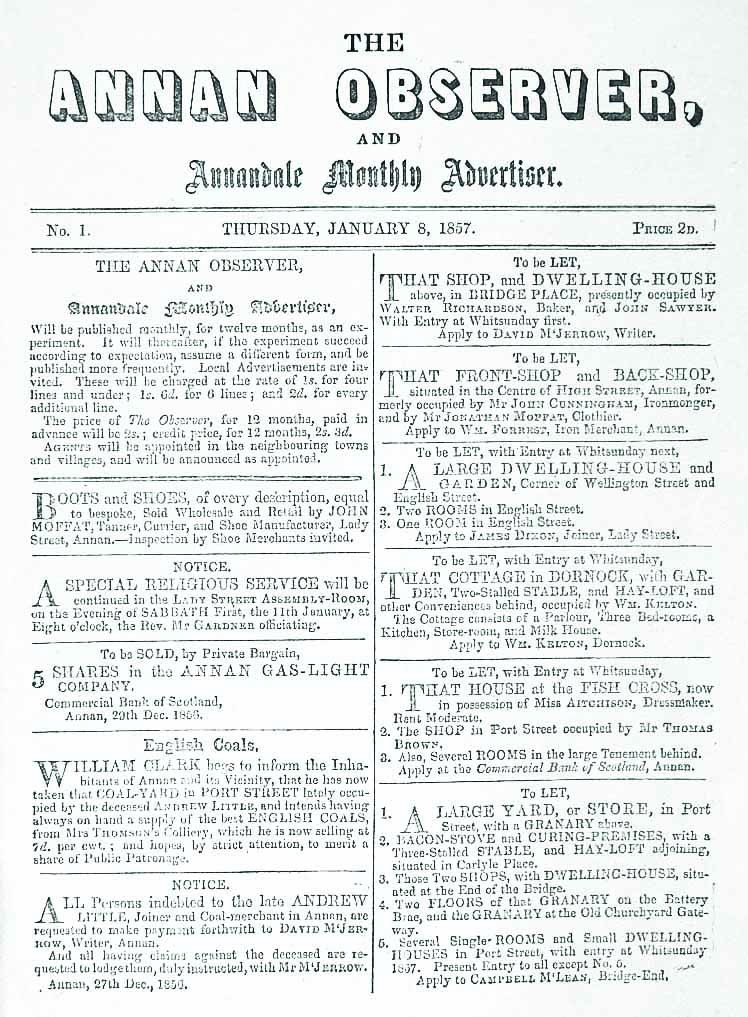 THE
ANNAN OBSERVER,
AND
Annandale Monthly Advertiser.
No. 1.
THURSDAY, JANUARY 8, 1857.
PRICE 2D.
THE ANNAN OBSERVER,
AND
Annandale Monthly Advertiser,
Will be published monthly, for twelve months, as an ex-
periment. It will thereafter, if the experiment succeed
according to expectation, assume a different form, and be
published more frequently. Local Advertisements are in-
vited. These will be charged at the rate of 1s. for four
lines and under; 1s. 6d. for 6 lines; and 2d. for every
additional line.
The price of The Observer, for 12 months, paid in
advance will be 2s.; credit price, for 12 months, 2s. 3d.
AGENTS will be appointed in the neighbouring towns
and villages, and will be announced as appointed.
BOOTS and SHOES, of every description, equal
to bespoke, Sold Wholesale and Retail by JOHN
MOFFAT, Tanner, Currier, and Shoe Manufacturer, Lady
Street, Annan.—Inspection by Shoe Merchants invited.
NOTICE.
A SPECIAL RELIGIOUS SERVICE will be
continued in the LADY STREET ASSEMBLY-ROOM,
on the Evening of SABBATH First, the 11th January, at
Eight o'clock, the Rev. Mr GARDNER officiating.
To be SOLD, by Private Bargain,
5 SHARES in the ANNAN GAS-LIGHT
COMPANY.
Commercial Bank of Scotland,
Annan, 29th Dec. 1856.
English Coals,
WILLIAM CLARK begs to inform the Inha-
bitants of Annan and its Vicinity, that he has now
taken that COAL-YARD in PORT STREET lately occu-
pied by the deceased ANDREW LITTLE, and intends having
always on hand a supply of the best ENGLISH COALS,
from Mrs THOMSON'S Colliery, which he is now selling at
7d. per cwt.; and hopes, by strict attention, to merit a
share of Public Patronage.
NOTICE.
ALL Persons indebted to the late ANDREW
LITTLE, Joiner and Coal-merchant in Annan, are
requested to make payment forthwith to DAVID M'JER-
ROW, Writer, Annan.
And all having claims against the deceased are re-
quested to lodge them, duly instructed, with Mr M'JERROW.
Annan, 27th Dec., 1856.
To be LET,
THAT SHOP, and DWELLING-HOUSE
above, in BRIDGE PLACE, presently occupied by
WALTER RICHARDSON, Baker, and JOHN SAWYER.
With Entry at Whitsunday first.
Apply to DAVID M'JERROW, Writer.
To be LET,
THAT FRONT-SHOP and BACK-SHOP,
situated in the Centre of HIGH STREET, Annan, for-
merly occupied by Mr JOHN CUNNINGHAM, Ironmonger,
and by Mr JONATHAN MOFFAT, Clothier.
Apply to WM. FORREST, Iron Merchant, Annan.
To be LET, with Entry at Whitsunday next,
1. A LARGE DWELLING-HOUSE and
GARDEN, Corner of Wellington Street and
English Street.
2. Two ROOMS in English Street.
3. One ROOM in English Street.
Apply to JAMES DIXON, Joiner, Lady Street.
To be LET, with Entry at Whitsunday,
THAT COTTAGE in DORNOCK, with GAR-
DEN, Two-Stalled STABLE, and HAY-LOFT, and
other Conveniences behind, occupied by WM. KELTON.
The Cottage consists of a Parlour, Three Bed-rooms, a
Kitchen, Store-room, and Milk House.
Apply to WM. KELTON, Dornock.
To be LET, with Entry at Whitsunday,
1. THAT HOUSE at the FISH CROSS, now
in possession of Miss AITCHISON, Dressmaker.
Rent Moderate.
2. The SHOP in Port Street occupied by Mr THOMAS
BROWN.
3. Also, Several ROOMS in the large Tenement behind.
Apply at the Commercial Bank of Scotland, Annan.
To LET,
1. A LARGE YARD, or STORE, in Port
Street, with a GRANARY above.
2. BACON-STOVE and CURING-PREMISES, with a
Three-Stalled STABLE, and HAY-LOFT adjoining,
situated in Carlyle Place.
3. Those Two SHOPS, with DWELLING-HOUSE, situ-
ated at the End of the Bridge.
4. Two FLOORS of that GRANARY on the Battery
Brae, and the GRANARY at the Old Churchyard Gate-
way.
5. Several Single-ROOMS and Small DWELLING-
HOUSES in Port Street, with entry at Whitsunday
1857. Present Entry to all except No. 5.
Apply to CAMPBELL M'LEAN, Bridge-End.